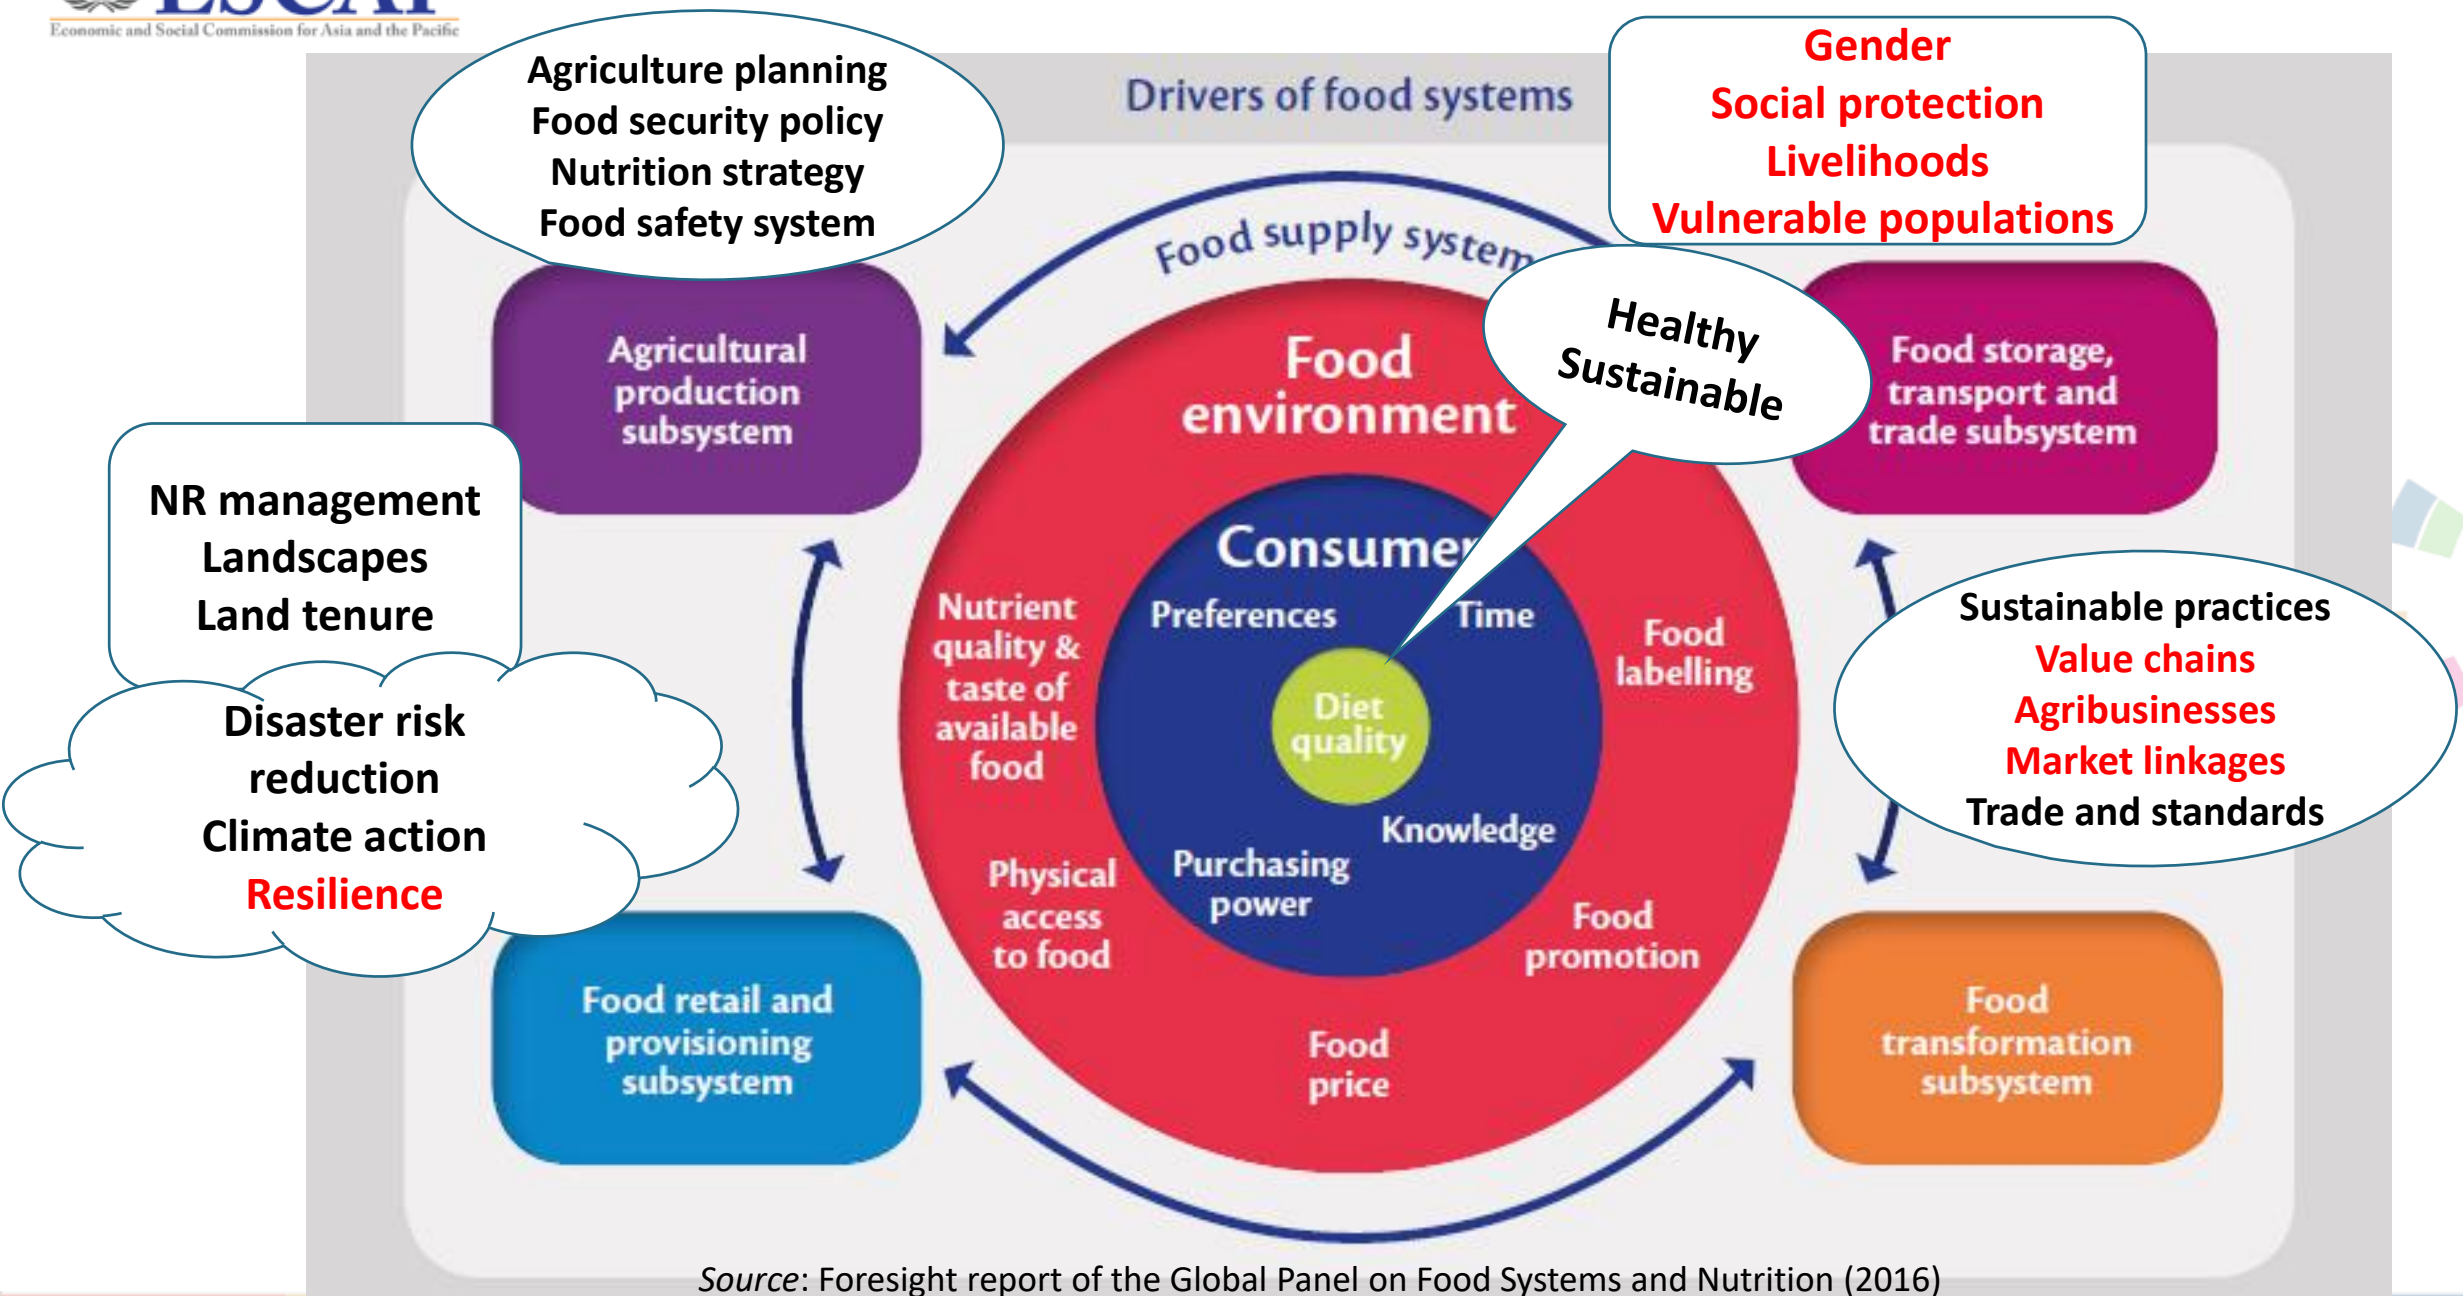 ESCAP
Economic and Social Commission for Asia and the Pacific
Agriculture planning
Food security policy
Nutrition strategy
Food safety system
Drivers of food systems
Gender
Social protection
Livelihoods
Vulnerable populations
Food supply system
Healthy
Sustainable
Agricultural
production
subsystem
Food
environment
Food storage,
transport and
trade subsystem
NR management
Landscapes
Land tenure
Consumer
Preferences
Time
Nutrient
quality &
taste of
available
food
Food
labelling
Diet
quality
Sustainable practices
Value chains
Agribusinesses
Market linkages
Trade and standards
Disaster risk
reduction
Climate action
Resilience
Knowledge
Purchasing
power
Physical
access
to food
Food
promotion
Food
price
Food retail and
provisioning
subsystem
Food
transformation
subsystem
Source: Foresight report of the Global Panel on Food Systems and Nutrition (2016)